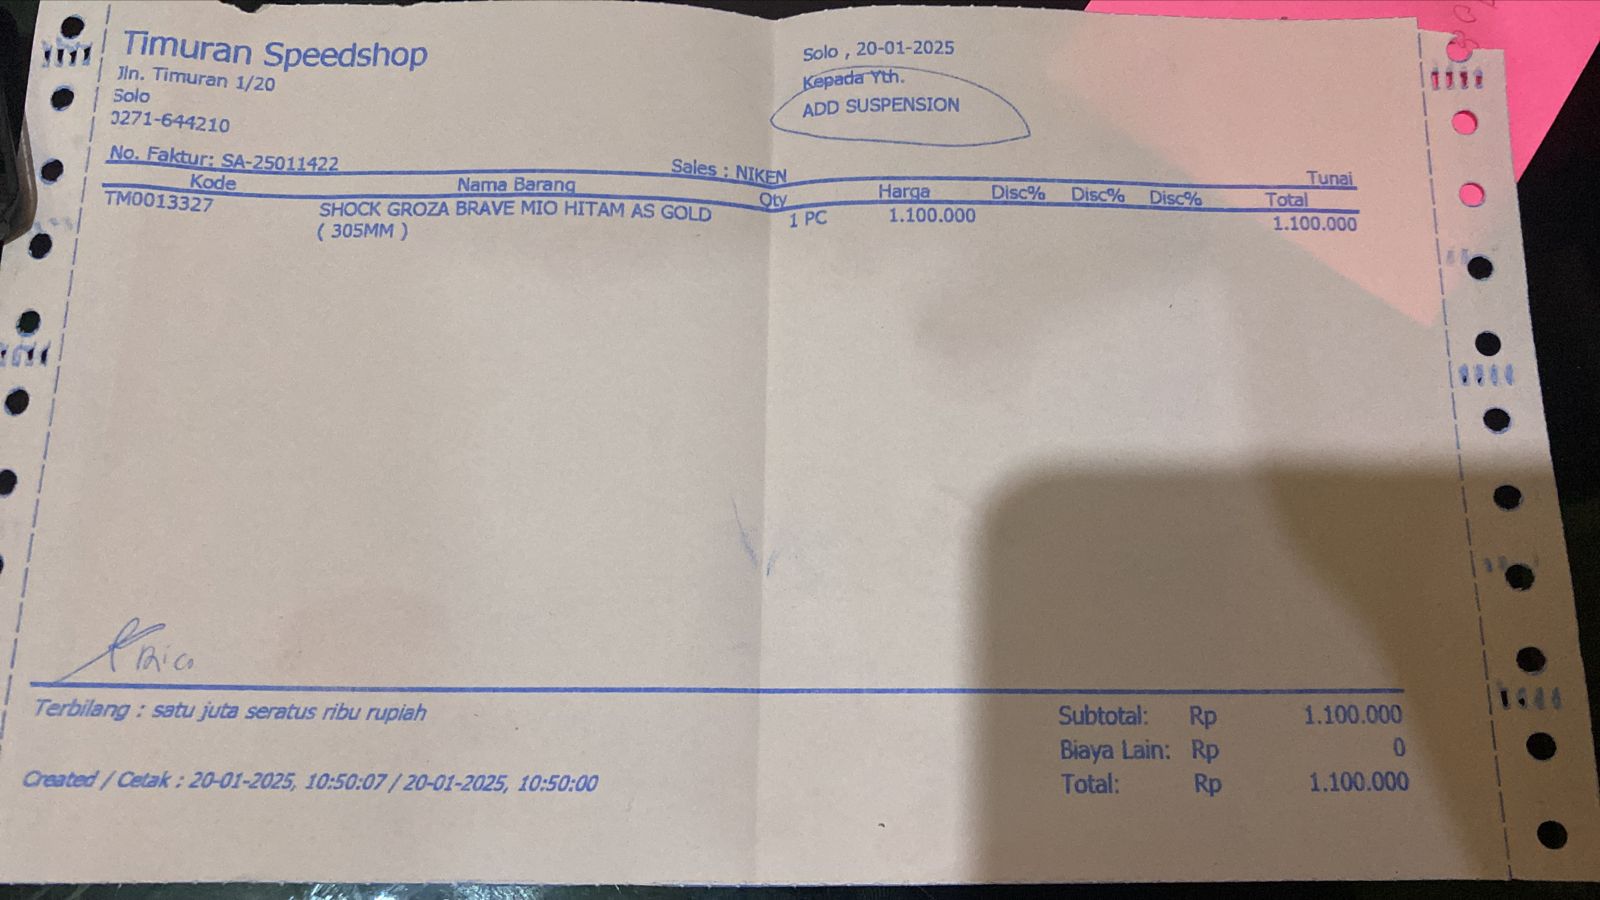 Timuran Speedshop
Jln. Timuran 1/20
Solo
0271-644210
Solo , 20-01-2025
Kepada Yth.
ADD SUSPENSION
No. Faktur: SA-25011422 Sales : NIKEN Tunai
Kode Nama Barang Qty Harga Disc% Disc% Disc% Total
TM0013327 SHOCK GROZA BRAVE MIO HITAM AS GOLD 1 PC 1.100.000 1.100.000
( 305MM )
Rico
Terbilang : satu juta seratus ribu rupiah
Subtotal: Rp 1.100.000
Biaya Lain: Rp 0
Total: Rp 1.100.000
Created / Cetak : 20-01-2025, 10:50:07 / 20-01-2025, 10:50:00